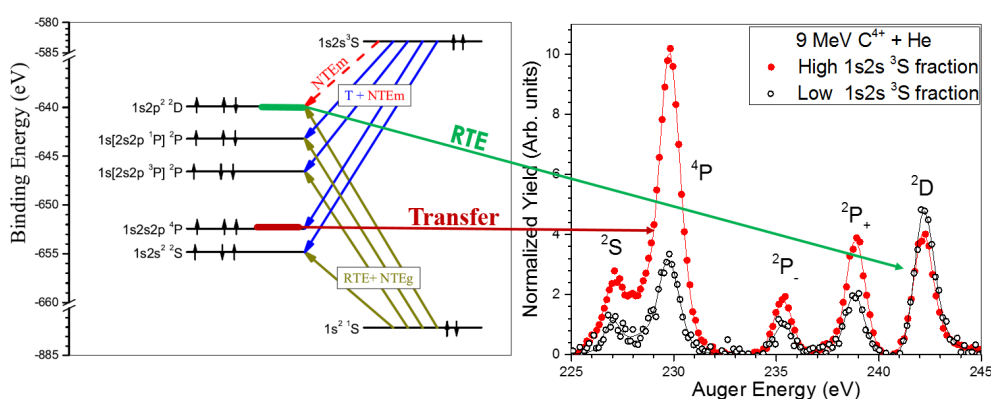 -580
-585
-640
-645
-650
-655
-660
-885
Binding Energy (eV)
1s2s³S
1s2p² ²D
1s[2s2p ¹P] ²P
1s[2s2p ³P] ²P
1s2s2p ⁴P
1s2s² ²S
1s² ¹S
NTEm
T + NTEm
RTE+ NTEg
RTE
Transfer
9 MeV C⁴⁺ + He
High 1s2s ³S fraction
Low 1s2s ³S fraction
Normalized Yield (Arb. units)
10
8
6
4
2
0
²S
⁴P
²P₋
²P₊
²D
225
230
235
240
245
Auger Energy (eV)